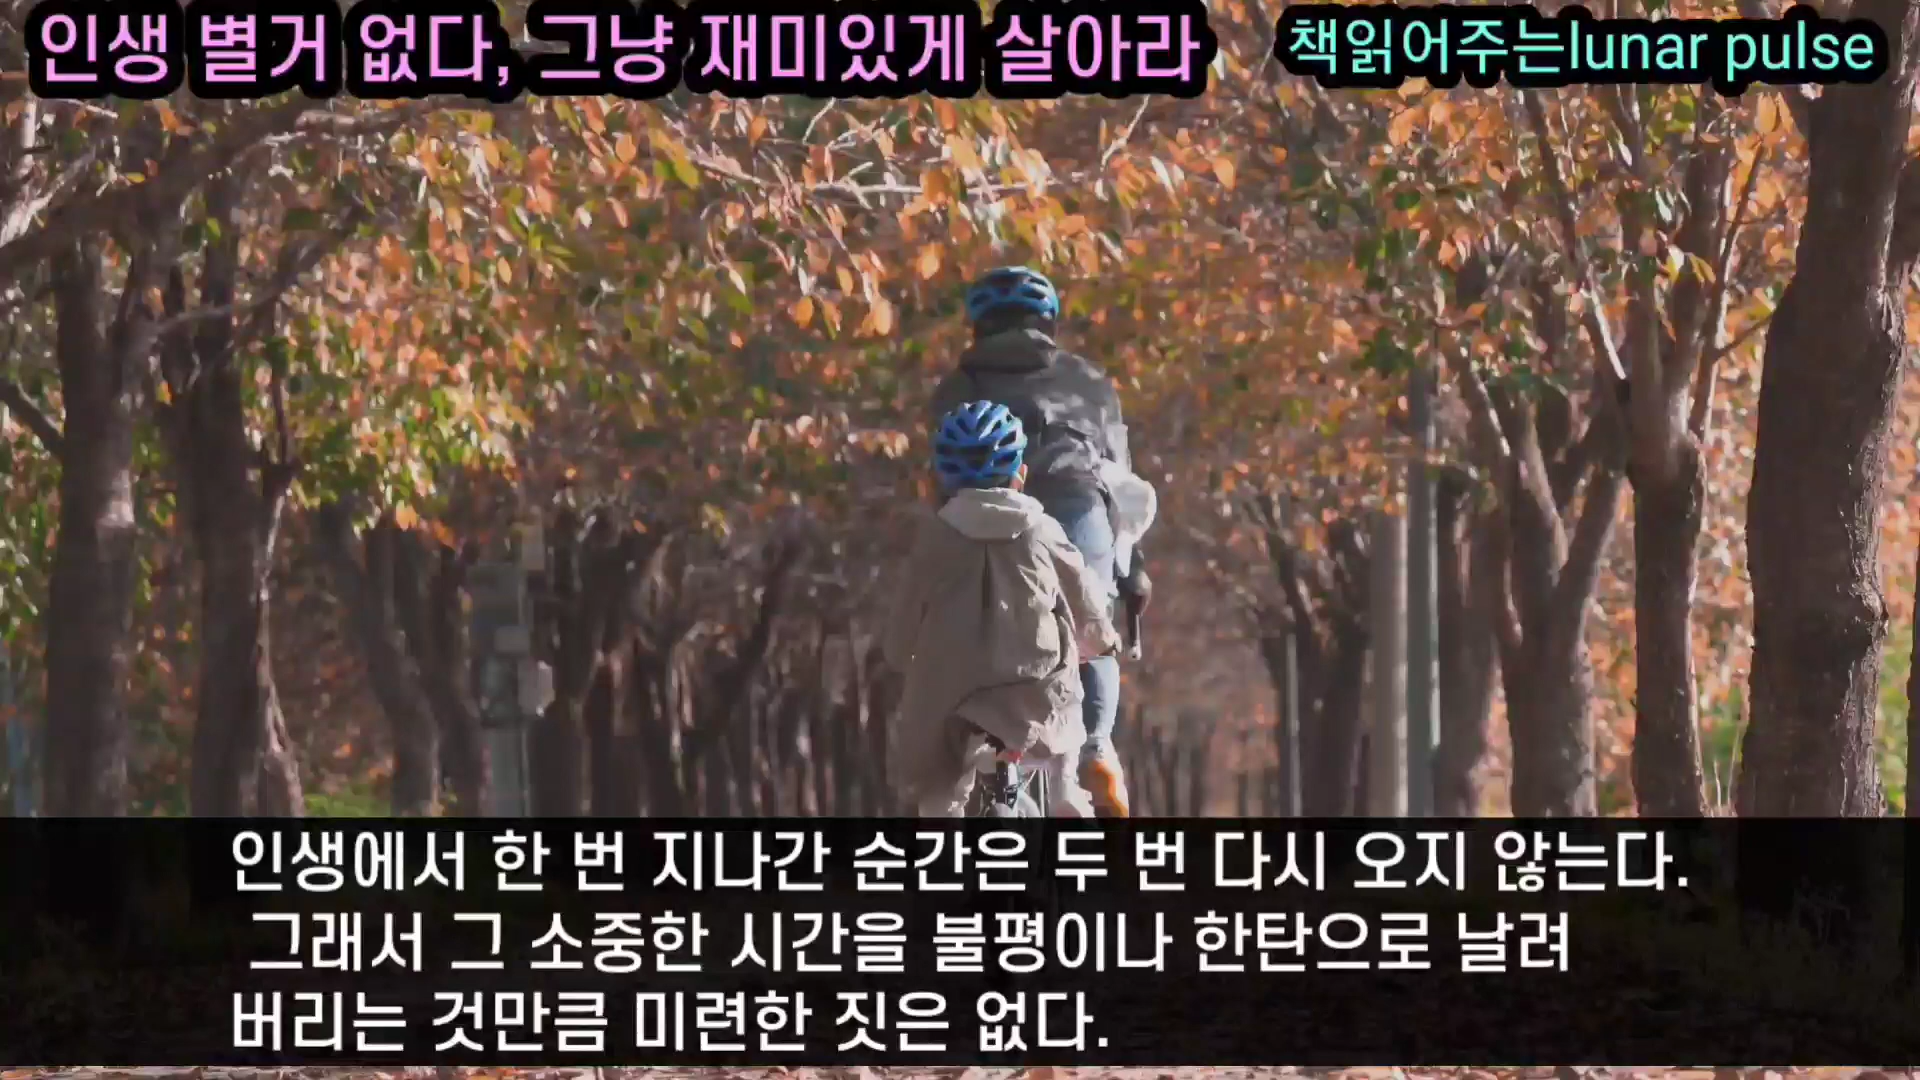 인생 별거 없다, 그냥 재미있게 살아라
책읽어주는lunar pulse
인생에서 한 번 지나간 순간은 두 번 다시 오지 않는다.
그래서 그 소중한 시간을 불평이나 한탄으로 날려
버리는 것만큼 미련한 짓은 없다.